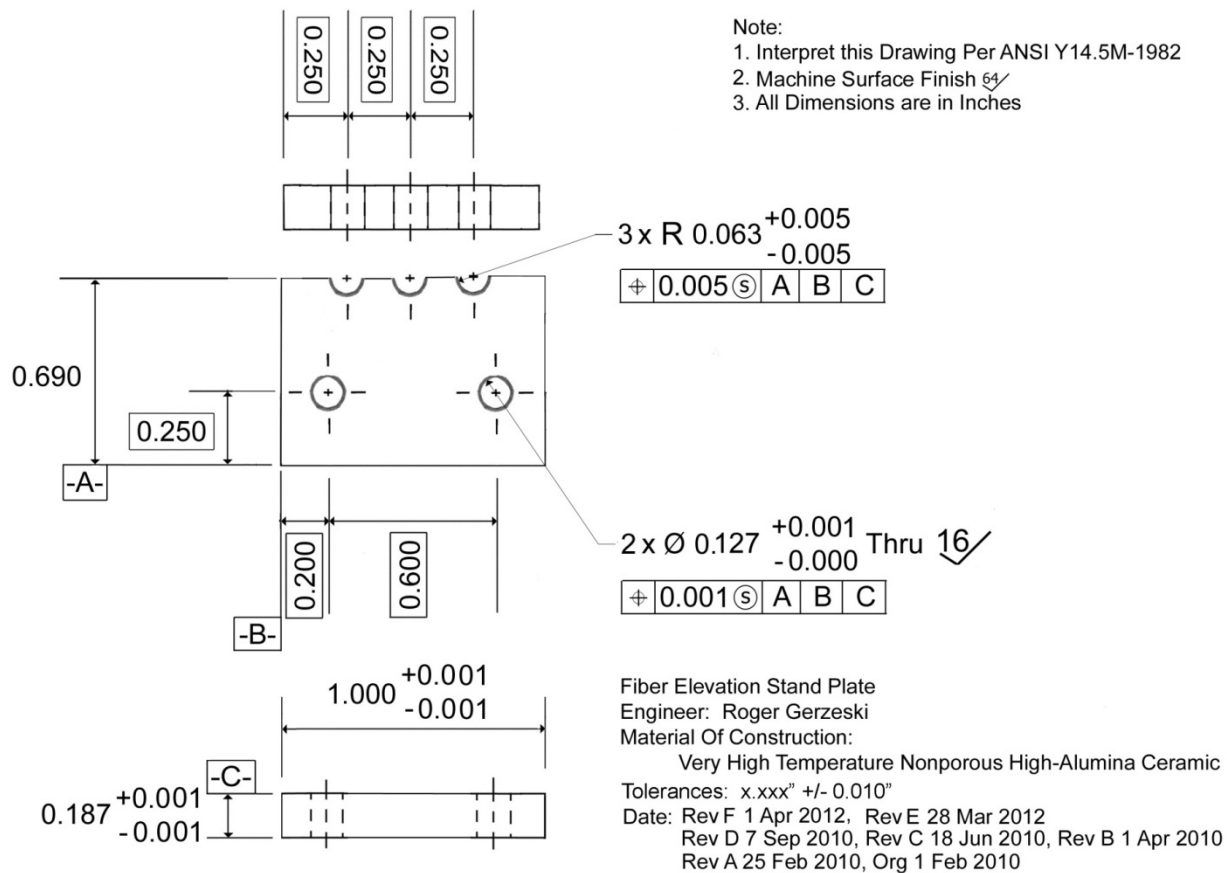 0.250
0.250
0.250
Note:
1. Interpret this Drawing Per ANSI Y14.5M-1982
2. Machine Surface Finish 64
3. All Dimensions are in Inches
3 x R 0.063 +0.005
- 0.005
⌖ 0.005 Ⓢ A B C
0.690
0.250
-A-
0.200
0.600
-B-
2 x Ø 0.127 +0.001 Thru 16
-0.000
⌖ 0.001 Ⓢ A B C
1.000 +0.001
-0.001
-C-
0.187 +0.001
-0.001
Fiber Elevation Stand Plate
Engineer: Roger Gerzeski
Material Of Construction:
Very High Temperature Nonporous High-Alumina Ceramic
Tolerances: x.xxx" +/- 0.010"
Date: Rev F 1 Apr 2012, Rev E 28 Mar 2012
Rev D 7 Sep 2010, Rev C 18 Jun 2010, Rev B 1 Apr 2010
Rev A 25 Feb 2010, Org 1 Feb 2010